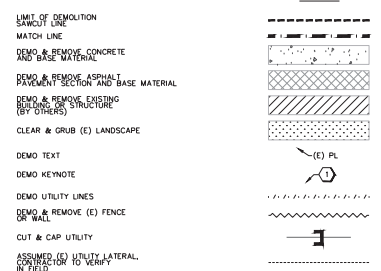 LIMIT OF DEMOLITION
SAWCUT LINE
MATCH LINE
DEMO & REMOVE CONCRETE
AND BASE MATERIAL
DEMO & REMOVE ASPHALT
PAVEMENT SECTION AND BASE MATERIAL
DEMO & REMOVE EXISTING
BUILDING OR STRUCTURE
(BY OTHERS)
CLEAR & GRUB (E) LANDSCAPE
DEMO TEXT
(E) PL
DEMO KEYNOTE
1
DEMO UTILITY LINES
DEMO & REMOVE (E) FENCE
OR WALL
CUT & CAP UTILITY
ASSUMED (E) UTILITY LATERAL,
CONTRACTOR TO VERIFY
IN FIELD